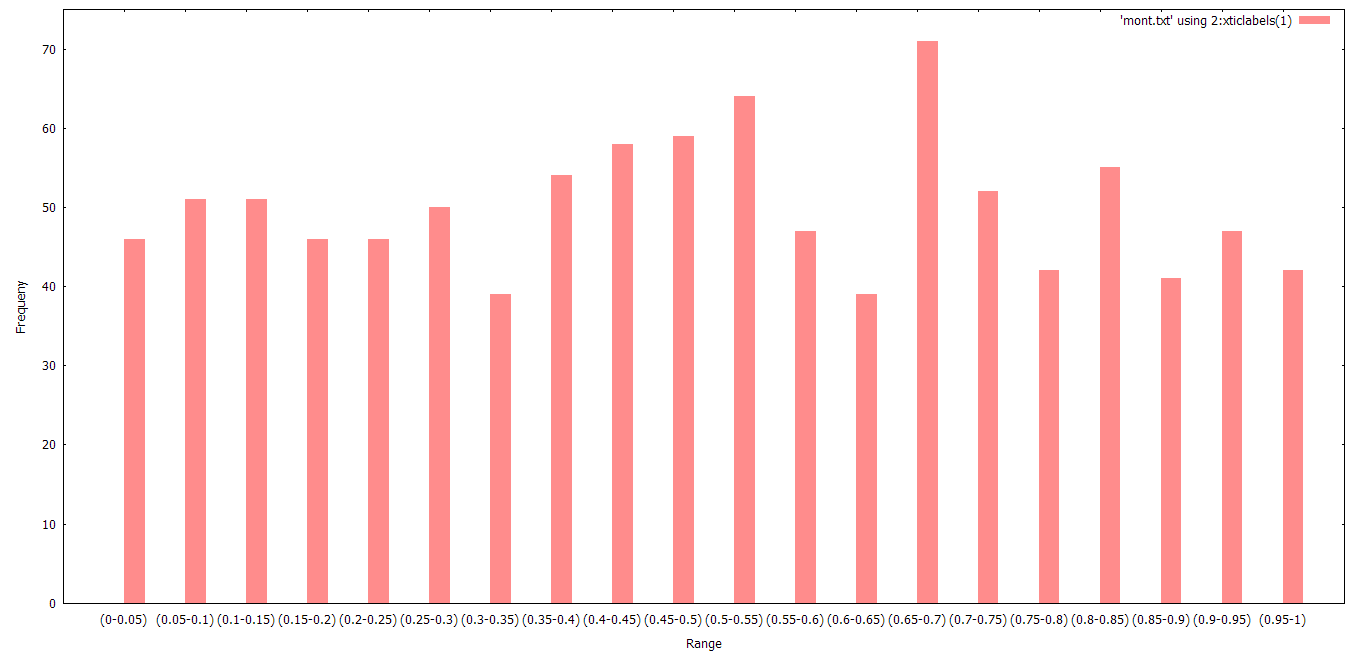 'mont.txt' using 2:xticlabels(1)
70
60
50
40
30
20
10
0
Frequeny
(0-0.05) (0.05-0.1) (0.1-0.15) (0.15-0.2) (0.2-0.25) (0.25-0.3) (0.3-0.35) (0.35-0.4) (0.4-0.45) (0.45-0.5) (0.5-0.55) (0.55-0.6) (0.6-0.65) (0.65-0.7) (0.7-0.75) (0.75-0.8) (0.8-0.85) (0.85-0.9) (0.9-0.95) (0.95-1)
Range